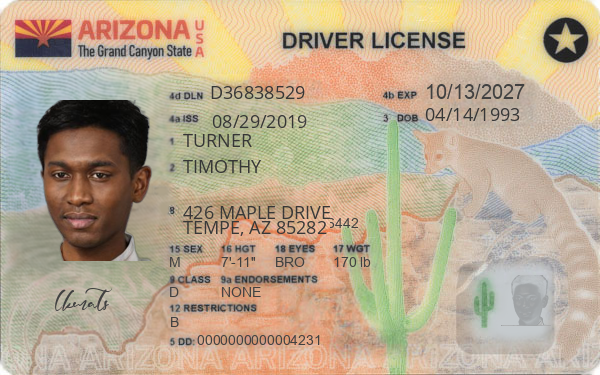 ARIZONA USA
The Grand Canyon State
DRIVER LICENSE
4d DLN D36838529
4b EXP 10/13/2027
4a ISS 08/29/2019
3 DOB 04/14/1993
1 TURNER
2 TIMOTHY
8 426 MAPLE DRIVE
TEMPE, AZ 85282
15 SEX 16 HGT 18 EYES 17 WGT
M 7'-11" BRO 170 lb
9 CLASS 9a ENDORSEMENTS
D NONE
12 RESTRICTIONS
B
5 DD: 0000000000004231
ARIZONA ARIZONA ARIZONA ARIZONA